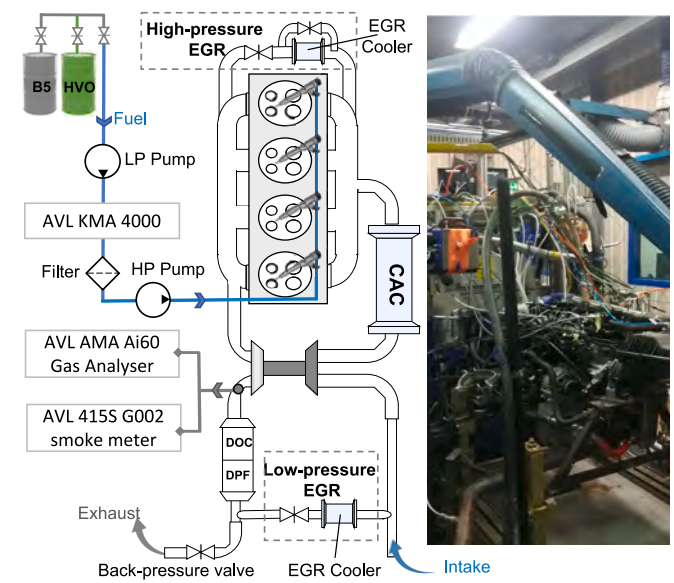 High-pressure
EGR
EGR
Cooler
B5
HVO
Fuel
LP Pump
AVL KMA 4000
Filter
HP Pump
CAC
AVL AMA Ai60
Gas Analyser
AVL 415S G002
smoke meter
DOC
DPF
Low-pressure
EGR
Exhaust
Back-pressure valve
EGR Cooler
Intake